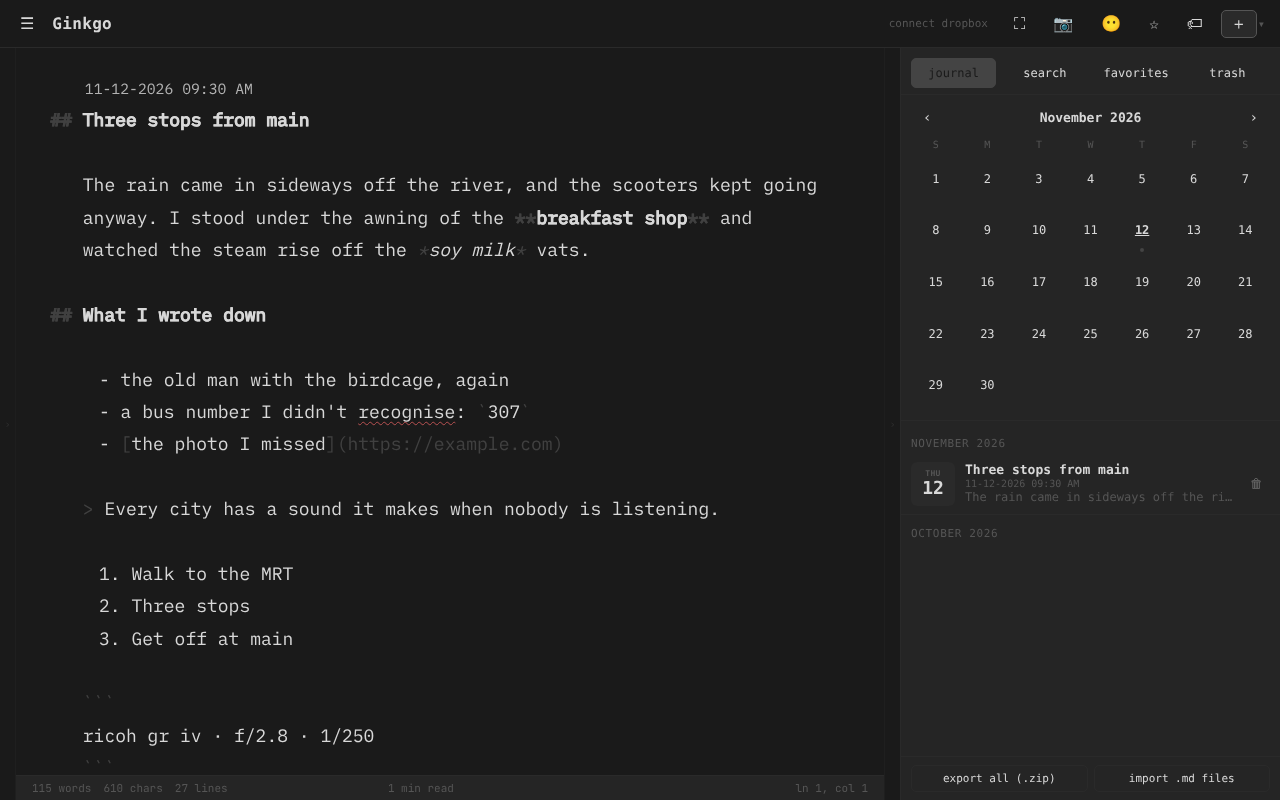 ☰ Ginkgo
connect dropbox
+
11-12-2026 09:30 AM
## Three stops from main
The rain came in sideways off the river, and the scooters kept going
anyway. I stood under the awning of the **breakfast shop** and
watched the steam rise off the *soy milk* vats.
## What I wrote down
- the old man with the birdcage, again
- a bus number I didn't recognise: `307`
- [the photo I missed](https://example.com)
> Every city has a sound it makes when nobody is listening.
1. Walk to the MRT
2. Three stops
3. Get off at main
```
ricoh gr iv · f/2.8 · 1/250
```
115 words 610 chars 27 lines 1 min read ln 1, col 1
journal search favorites trash
‹ November 2026 ›
S M T W T F S
1 2 3 4 5 6 7
8 9 10 11 12 13 14
15 16 17 18 19 20 21
22 23 24 25 26 27 28
29 30
NOVEMBER 2026
THU
12
Three stops from main
11-12-2026 09:30 AM
The rain came in sideways off the ri…
OCTOBER 2026
export all (.zip) import .md files